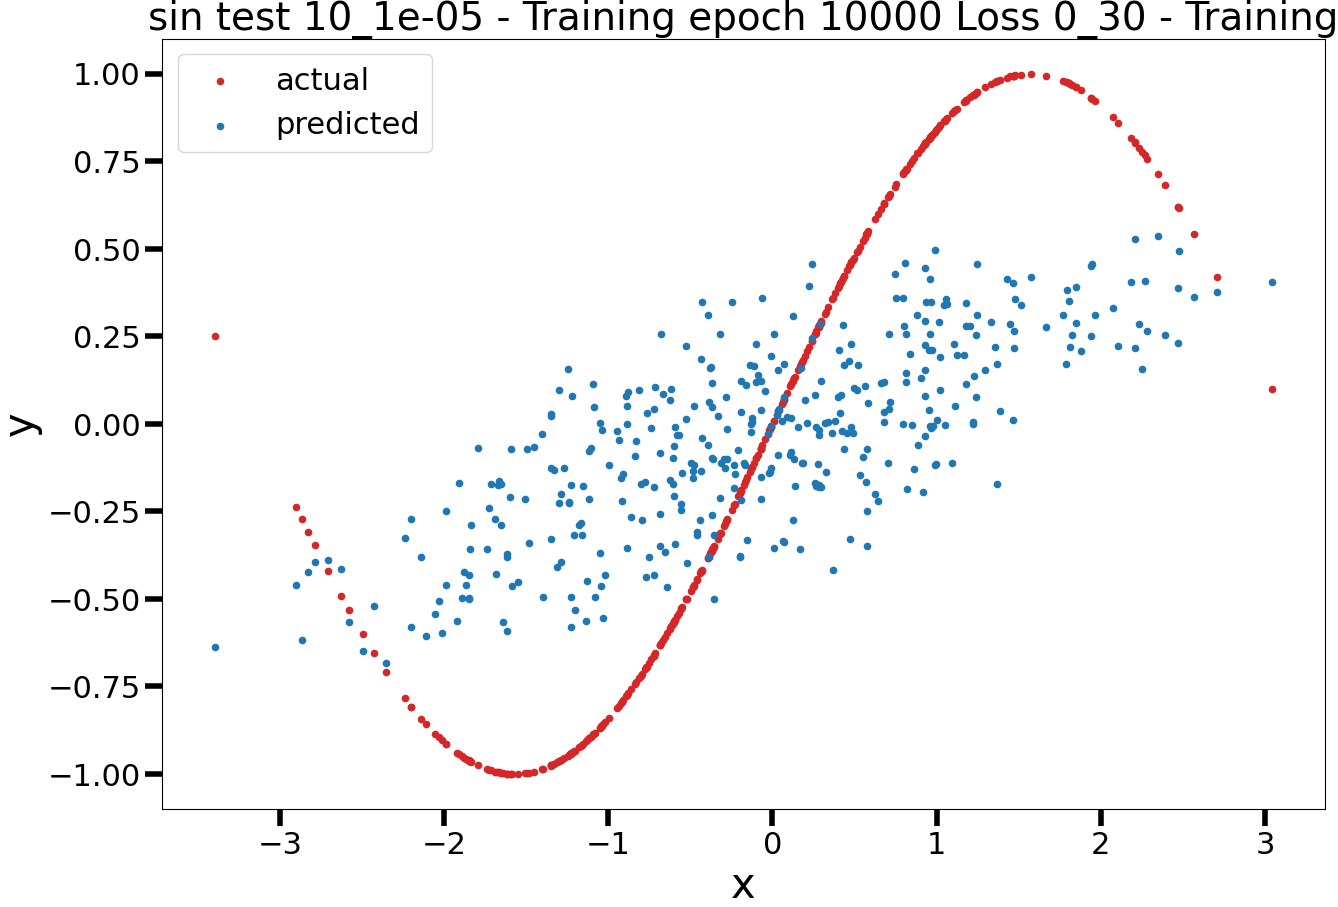 sin test 10_1e-05 - Training epoch 10000 Loss 0_30 - Training
actual
predicted
1.00
0.75
0.50
0.25
0.00
−0.25
−0.50
−0.75
−1.00
y
−3 −2 −1 0 1 2 3
x